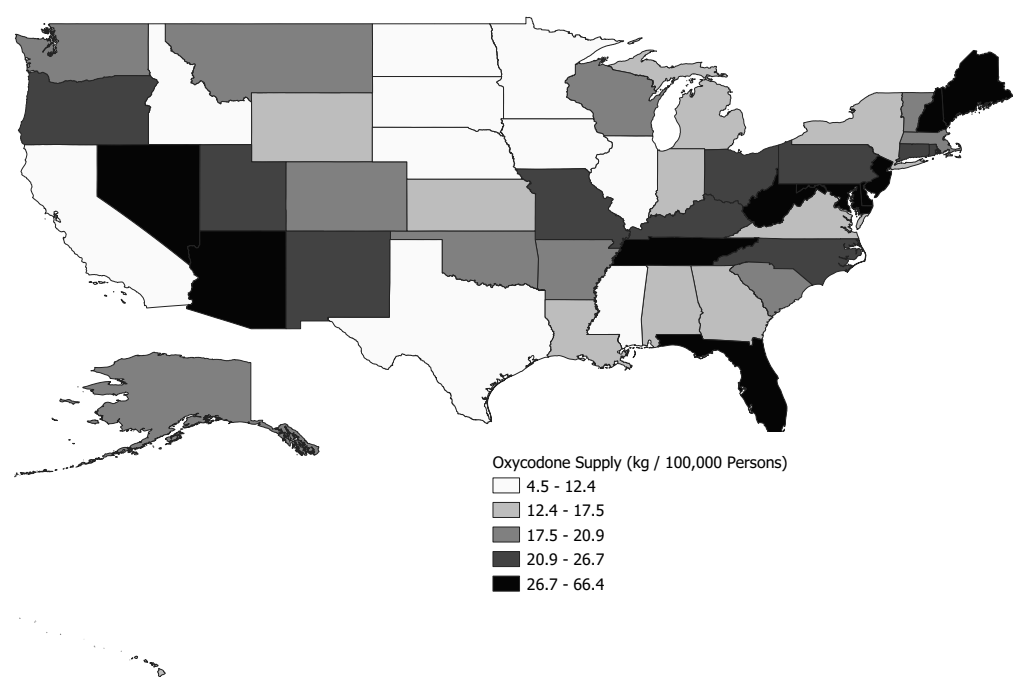 Oxycodone Supply (kg / 100,000 Persons)
4.5 - 12.4
12.4 - 17.5
17.5 - 20.9
20.9 - 26.7
26.7 - 66.4